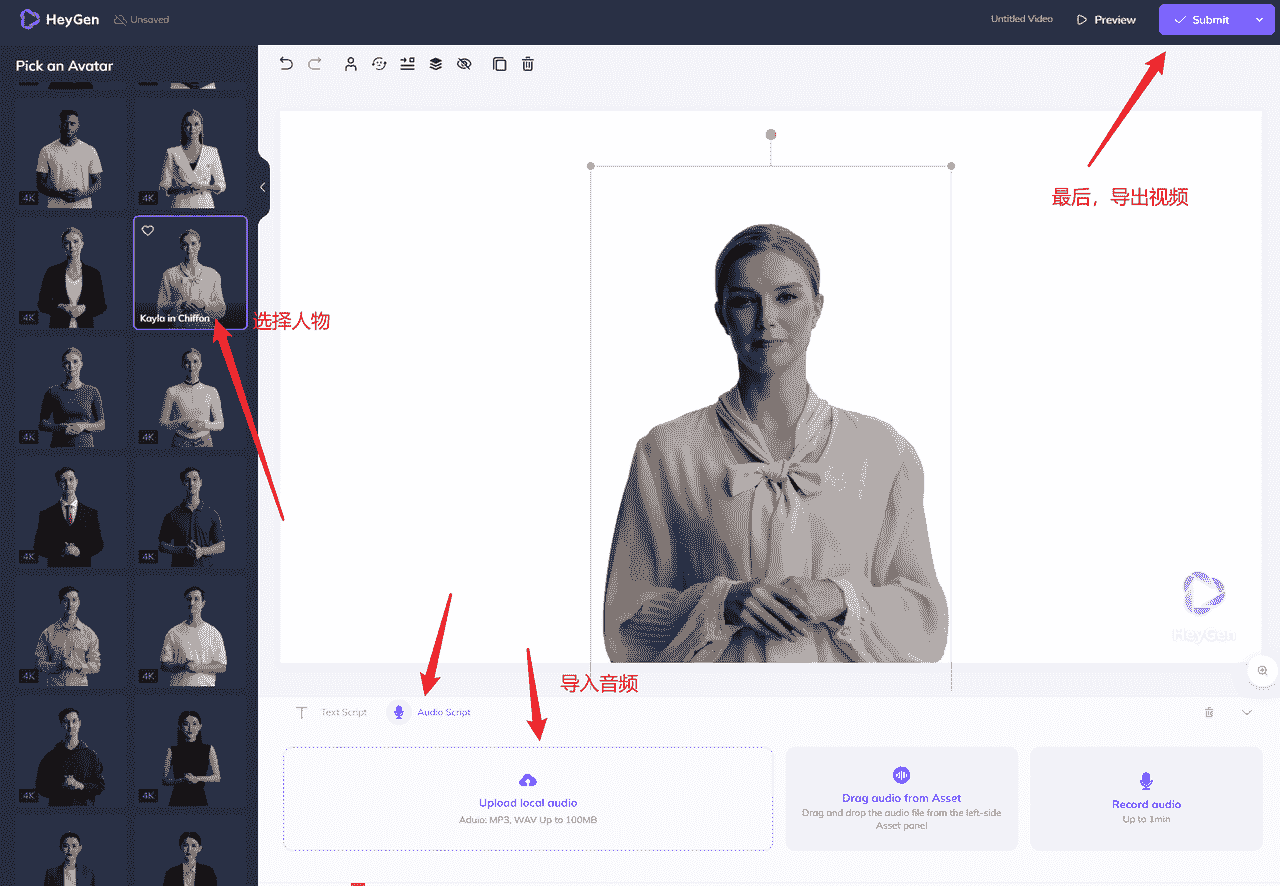 HeyGen
Unsaved
Untitled Video
Preview
Submit
Pick an Avatar
最后，导出视频
4K
4K
4K
Kayla in Chiffon
选择人物
4K
4K
4K
4K
4K
4K
HeyGen
导入音频
Text Script
Audio Script
4K
4K
Upload local audio
Aduio: MP3, WAV Up to 100MB
Drag audio from Asset
Drag and drop the audio file from the left-side
Asset panel
Record audio
Up to 1min